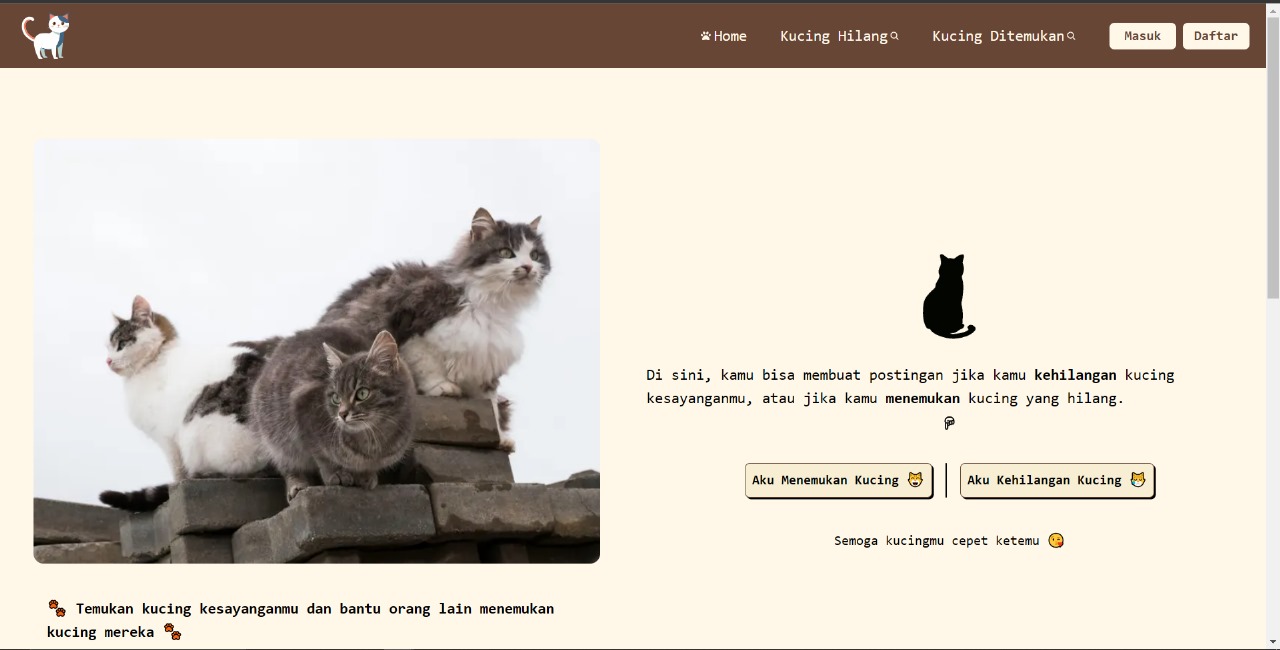 Home
Kucing Hilang
Kucing Ditemukan
Masuk
Daftar
Di sini, kamu bisa membuat postingan jika kamu kehilangan kucing
kesayanganmu, atau jika kamu menemukan kucing yang hilang.
Aku Menemukan Kucing 😸
Aku Kehilangan Kucing 😹
Semoga kucingmu cepet ketemu 😘
🐾 Temukan kucing kesayanganmu dan bantu orang lain menemukan
kucing mereka 🐾